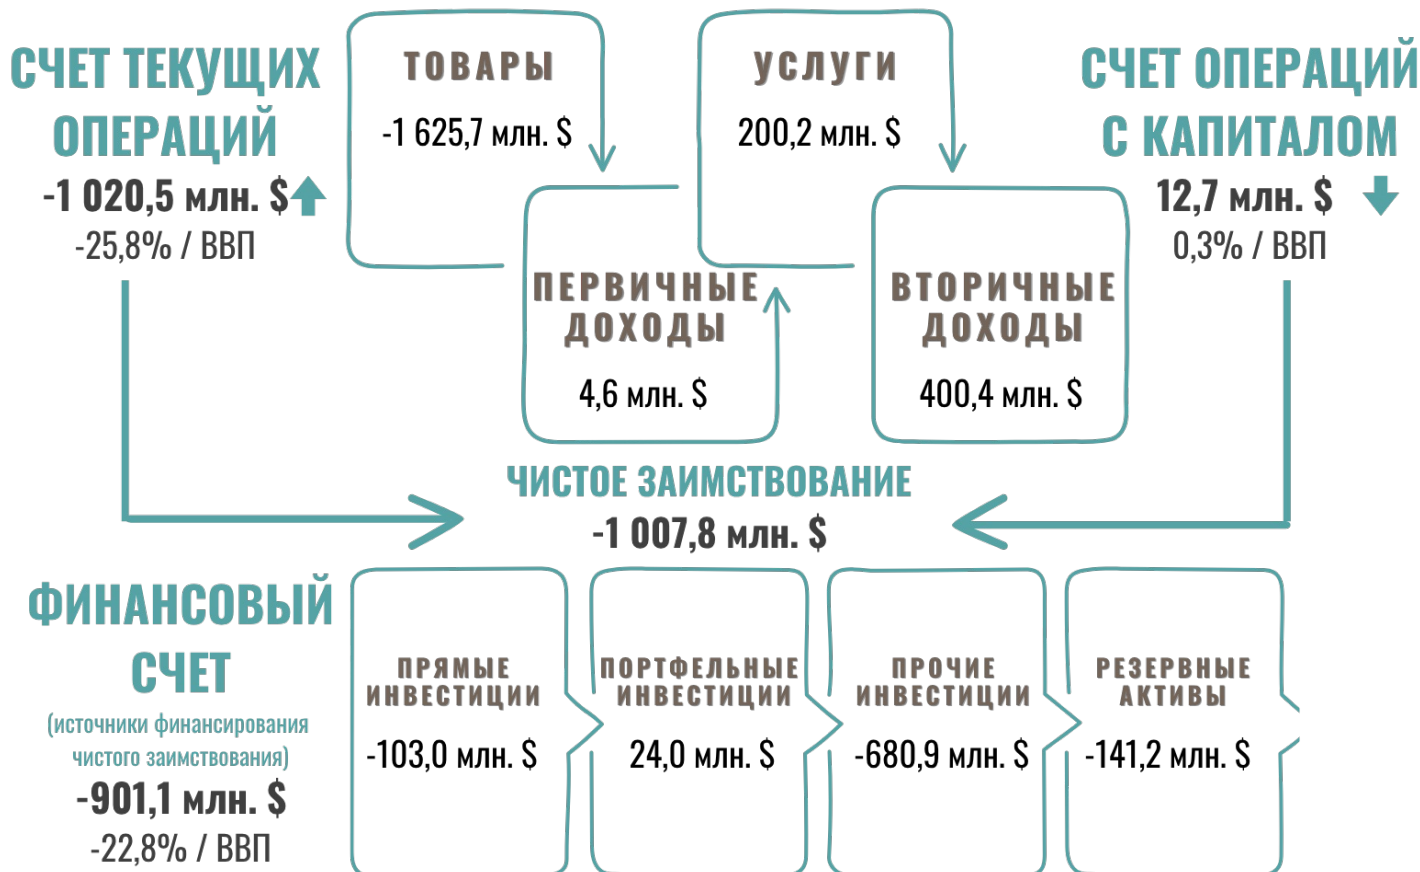 СЧЕТ ТЕКУЩИХ
ОПЕРАЦИЙ
-1 020,5 млн. $
-25,8% / ВВП
ТОВАРЫ
-1 625,7 млн. $
УСЛУГИ
200,2 млн. $
СЧЕТ ОПЕРАЦИЙ
С КАПИТАЛОМ
12,7 млн. $
0,3% / ВВП
ПЕРВИЧНЫЕ
ДОХОДЫ
4,6 млн. $
ВТОРИЧНЫЕ
ДОХОДЫ
400,4 млн. $
ЧИСТОЕ ЗАИМСТВОВАНИЕ
-1 007,8 млн. $
ФИНАНСОВЫЙ
СЧЕТ
(источники финансирования
чистого заимствования)
-901,1 млн. $
-22,8% / ВВП
ПРЯМЫЕ
ИНВЕСТИЦИИ
-103,0 млн. $
ПОРТФЕЛЬНЫЕ
ИНВЕСТИЦИИ
24,0 млн. $
ПРОЧИЕ
ИНВЕСТИЦИИ
-680,9 млн. $
РЕЗЕРВНЫЕ
АКТИВЫ
-141,2 млн. $